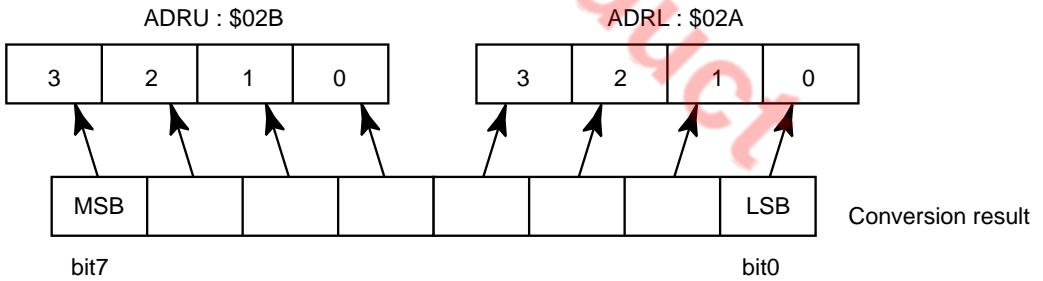 ADRU : $02B ADRL : $02A
3 2 1 0 3 2 1 0
MSB LSB Conversion result
bit7 bit0